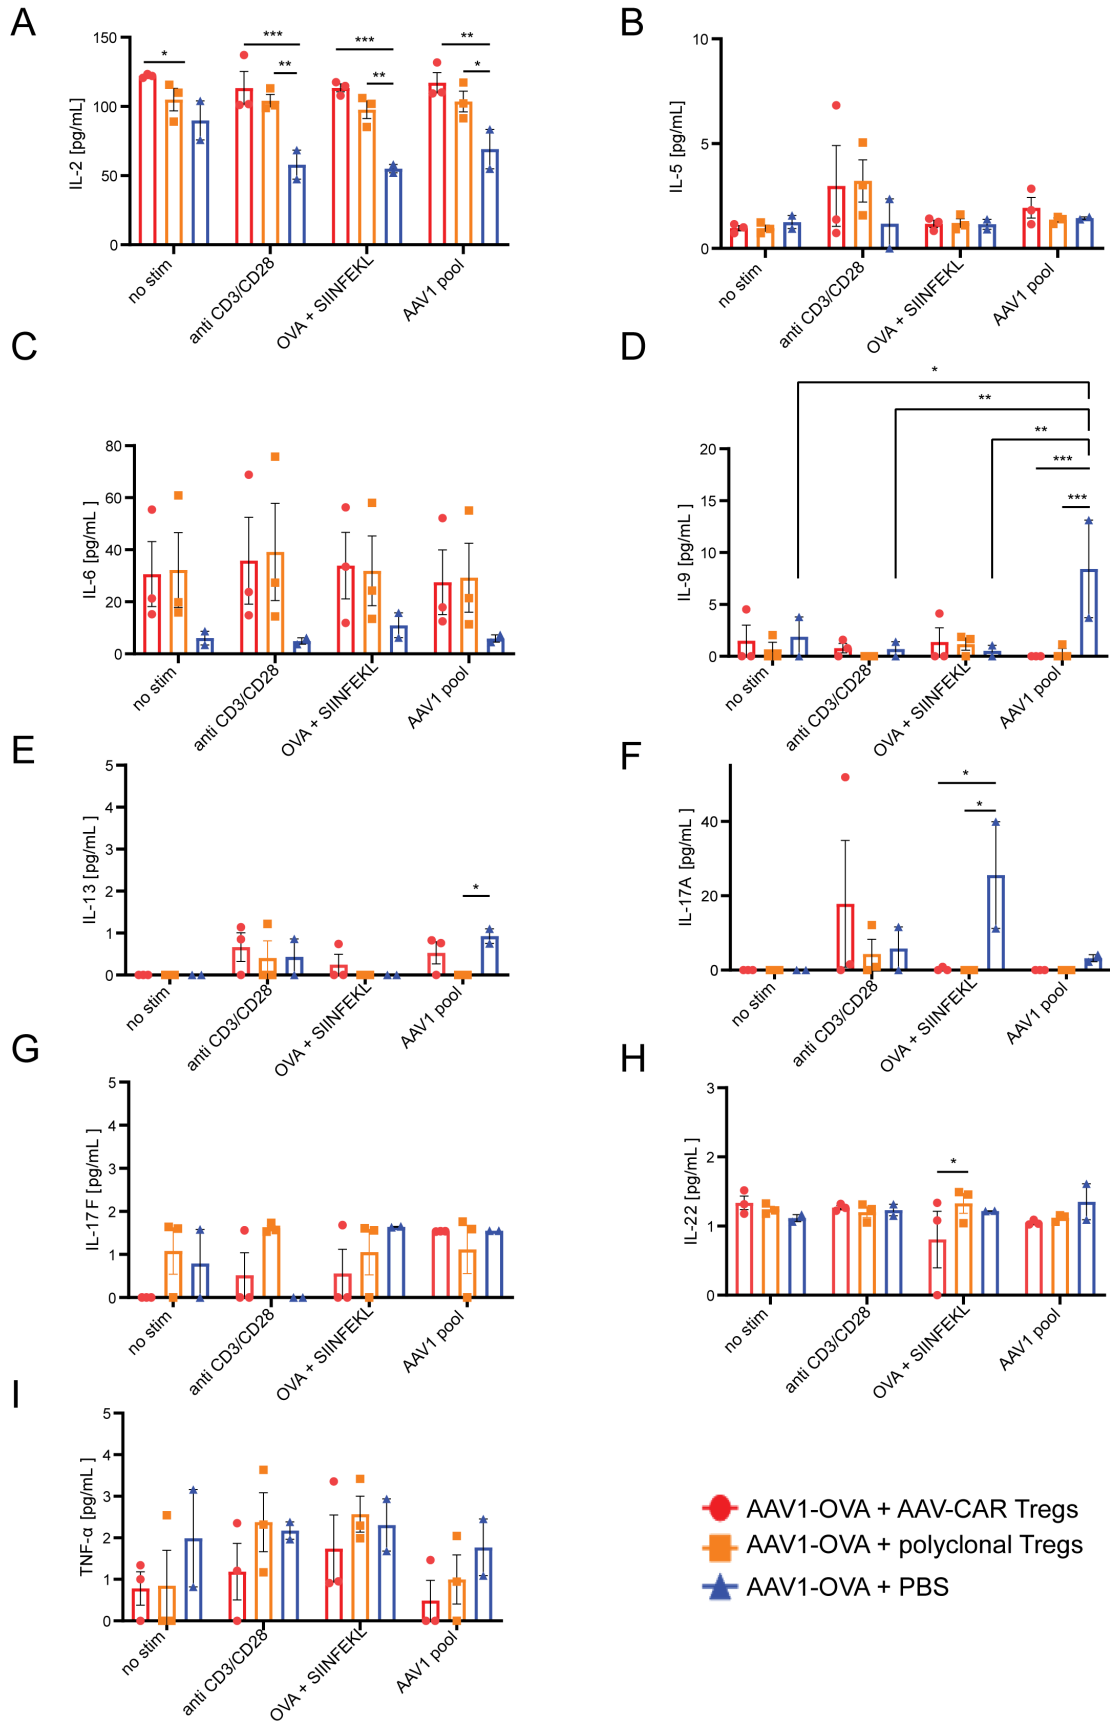 A
IL-2 [pg/mL]
150
100
50
0
*
***
**
***
**
**
*
no stim
anti CD3/CD28
OVA + SIINFEKL
AAV1 pool
B
IL-5 [pg/mL]
10
5
0
no stim
anti CD3/CD28
OVA + SIINFEKL
AAV1 pool
C
IL-6 [pg/mL]
80
60
40
20
0
no stim
anti CD3/CD28
OVA + SIINFEKL
AAV1 pool
D
IL-9 [pg/mL]
20
15
10
5
0
*
**
**
***
***
no stim
anti CD3/CD28
OVA + SIINFEKL
AAV1 pool
E
IL-13 [pg/mL ]
5
4
3
2
1
0
*
no stim
anti CD3/CD28
OVA + SIINFEKL
AAV1 pool
F
IL-17A [pg/mL ]
40
20
0
*
*
no stim
anti CD3/CD28
OVA + SIINFEKL
AAV1 pool
G
IL-17F [pg/mL ]
5
4
3
2
1
0
no stim
anti CD3/CD28
OVA + SIINFEKL
AAV1 pool
H
IL-22 [pg/mL ]
3
2
1
0
*
no stim
anti CD3/CD28
OVA + SIINFEKL
AAV1 pool
I
TNF-α [pg/mL ]
5
4
3
2
1
0
no stim
anti CD3/CD28
OVA + SIINFEKL
AAV1 pool
AAV1-OVA + AAV-CAR Tregs
AAV1-OVA + polyclonal Tregs
AAV1-OVA + PBS